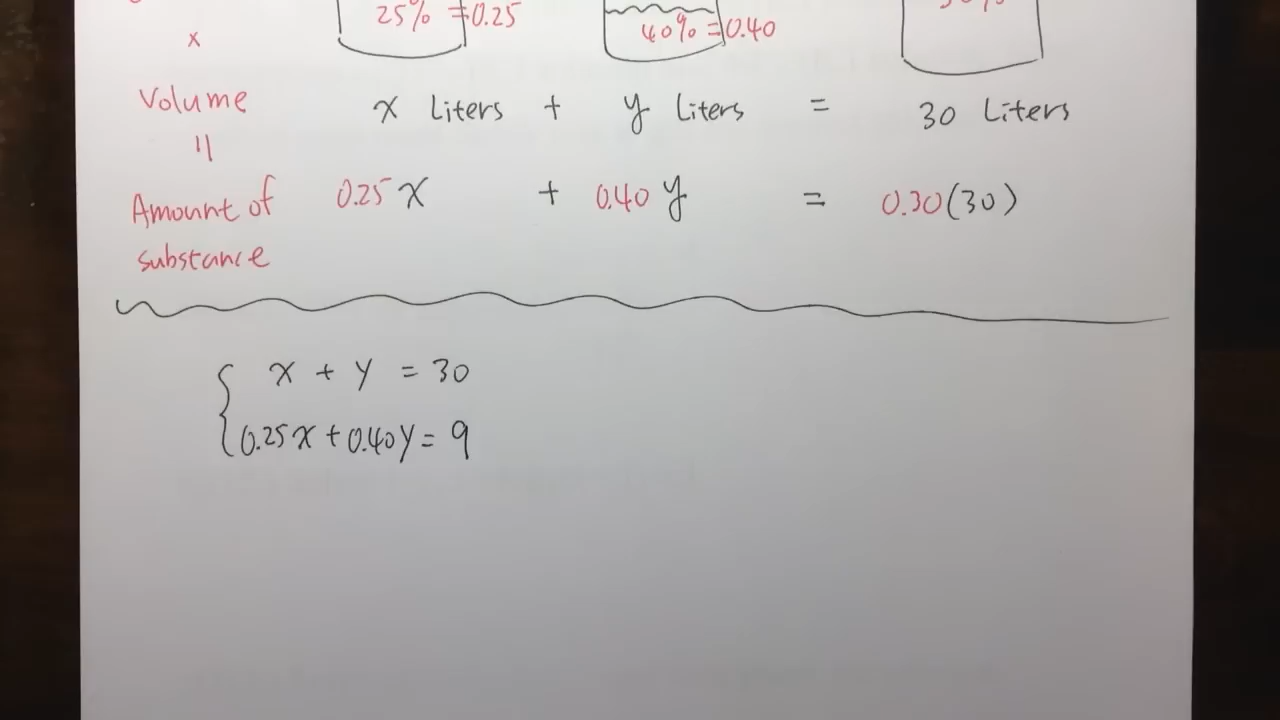 25% = 0.25 40% = 0.40
x
Volume x Liters + y Liters = 30 Liters
||
Amount of 0.25x + 0.40y = 0.30(30)
substance
x + y = 30
0.25x + 0.40y = 9